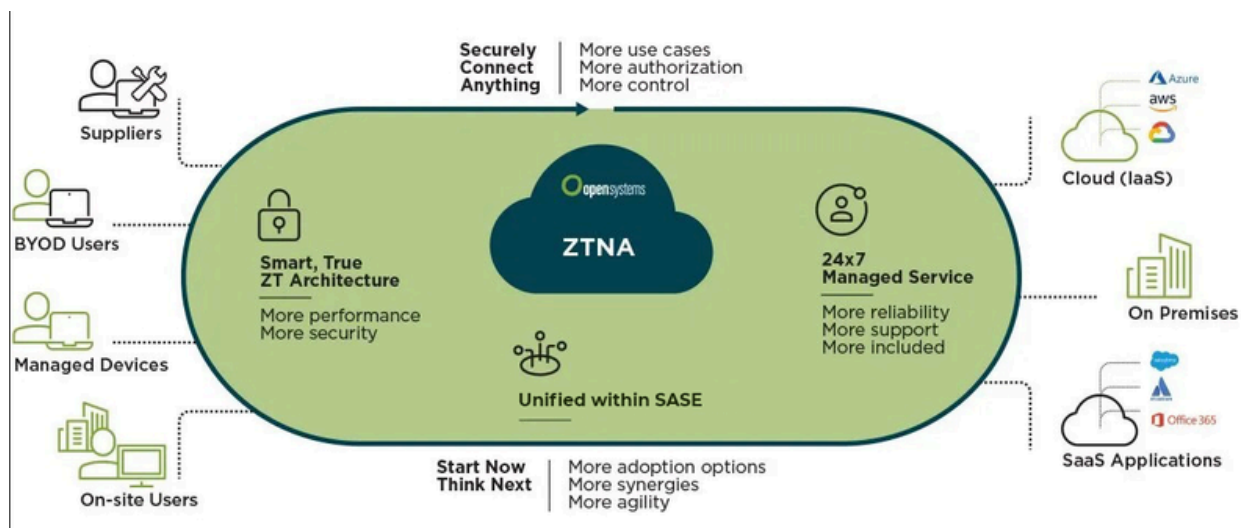 Securely
Connect
Anything
More use cases
More authorization
More control
Suppliers
BYOD Users
Managed Devices
On-site Users
opensystems
ZTNA
Smart, True
ZT Architecture
More performance
More security
24x7
Managed Service
More reliability
More support
More included
Unified within SASE
Azure
aws
Cloud (IaaS)
On Premises
Office 365
SaaS Applications
Start Now
Think Next
More adoption options
More synergies
More agility